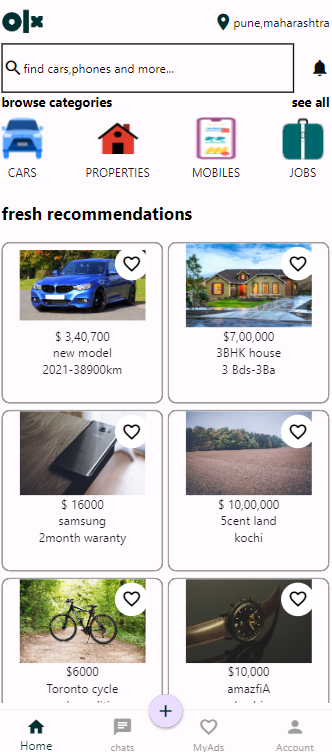 olx
pune,maharashtra
find cars,phones and more...
browse categories see all
CARS PROPERTIES MOBILES JOBS
fresh recommendations
$ 3,40,700
new model
2021-38900km
$7,00,000
3BHK house
3 Bds-3Ba
$ 16000
samsung
2month waranty
$ 10,00,000
5cent land
kochi
$6000
Toronto cycle
$10,000
amazfiA
Home chats MyAds Account